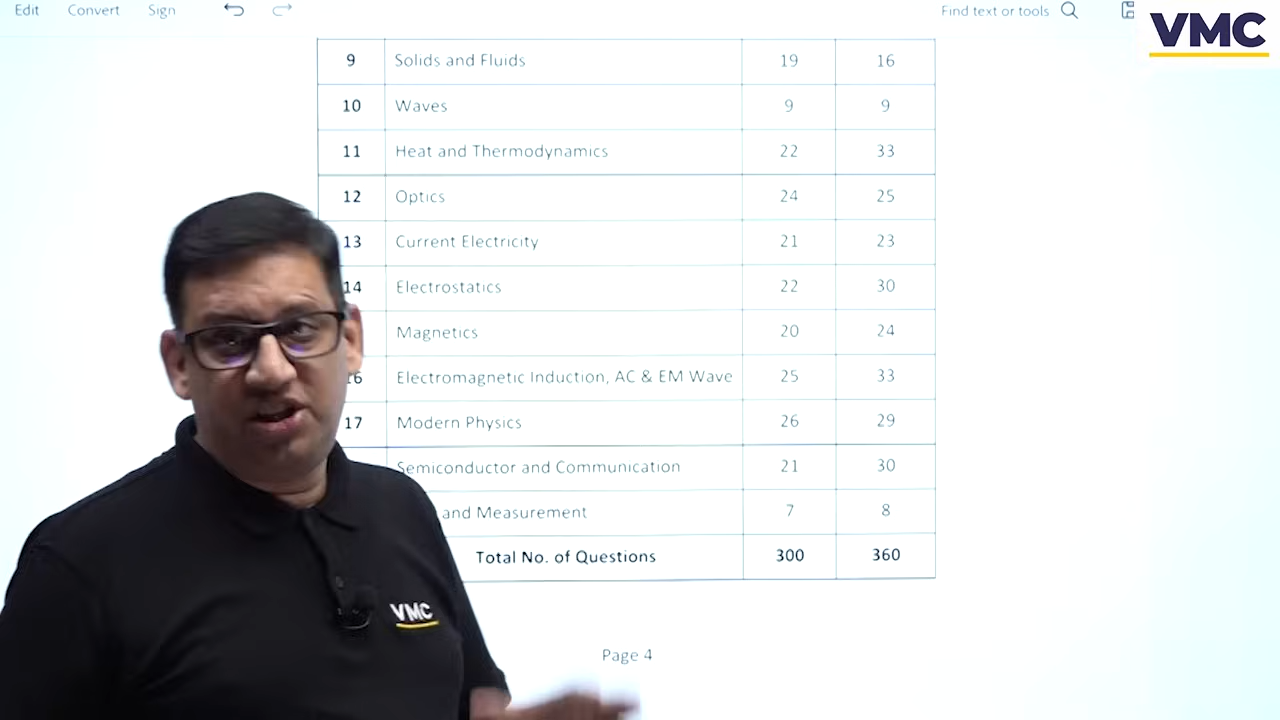 Edit Convert Sign Find text or tools
VMC
9 Solids and Fluids 19 16
10 Waves 9 9
11 Heat and Thermodynamics 22 33
12 Optics 24 25
13 Current Electricity 21 23
14 Electrostatics 22 30
Magnetics 20 24
16 Electromagnetic Induction, AC & EM Wave 25 33
17 Modern Physics 26 29
Semiconductor and Communication 21 30
and Measurement 7 8
Total No. of Questions 300 360
VMC
Page 4